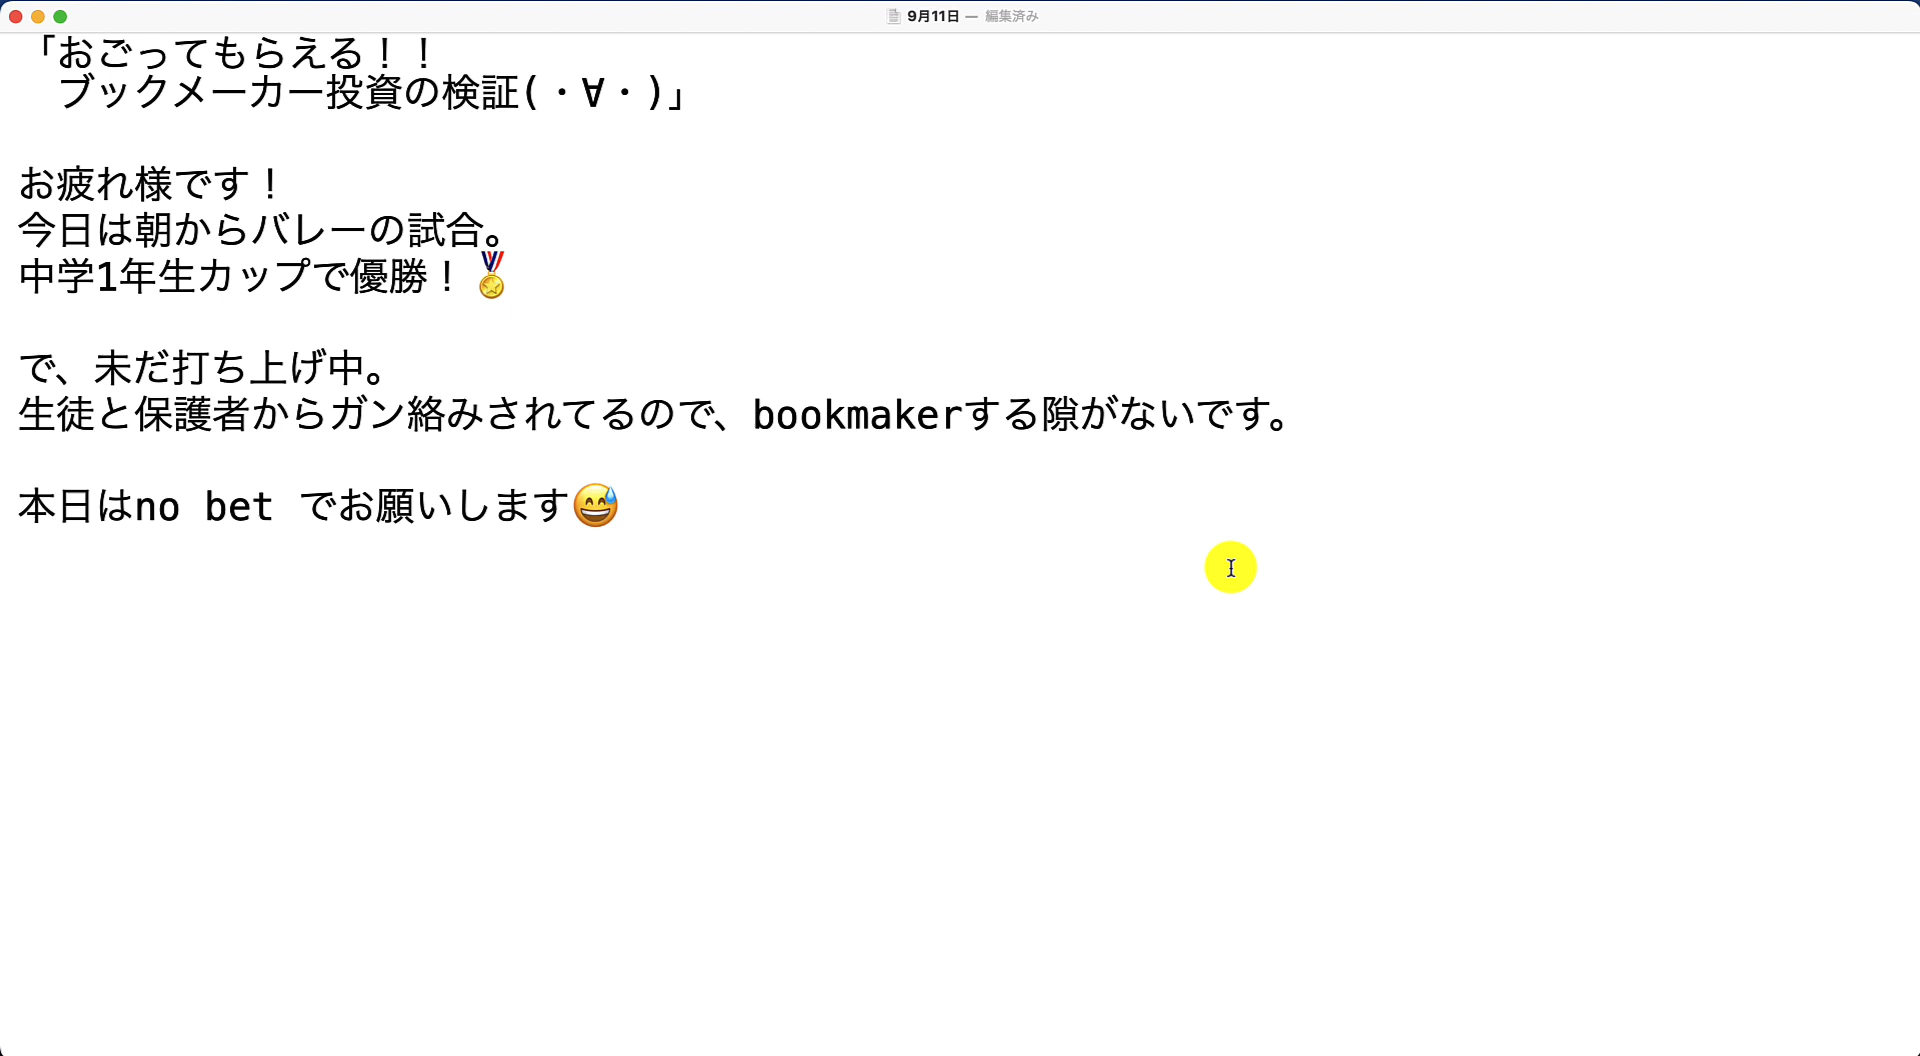 9月11日 — 編集済み
「おごってもらえる！！
ブックメーカー投資の検証(・∀・)」
お疲れ様です！
今日は朝からバレーの試合。
中学1年生カップで優勝！🏅
で、未だ打ち上げ中。
生徒と保護者からガン絡みされてるので、bookmakerする隙がないです。
本日はno bet でお願いします😅